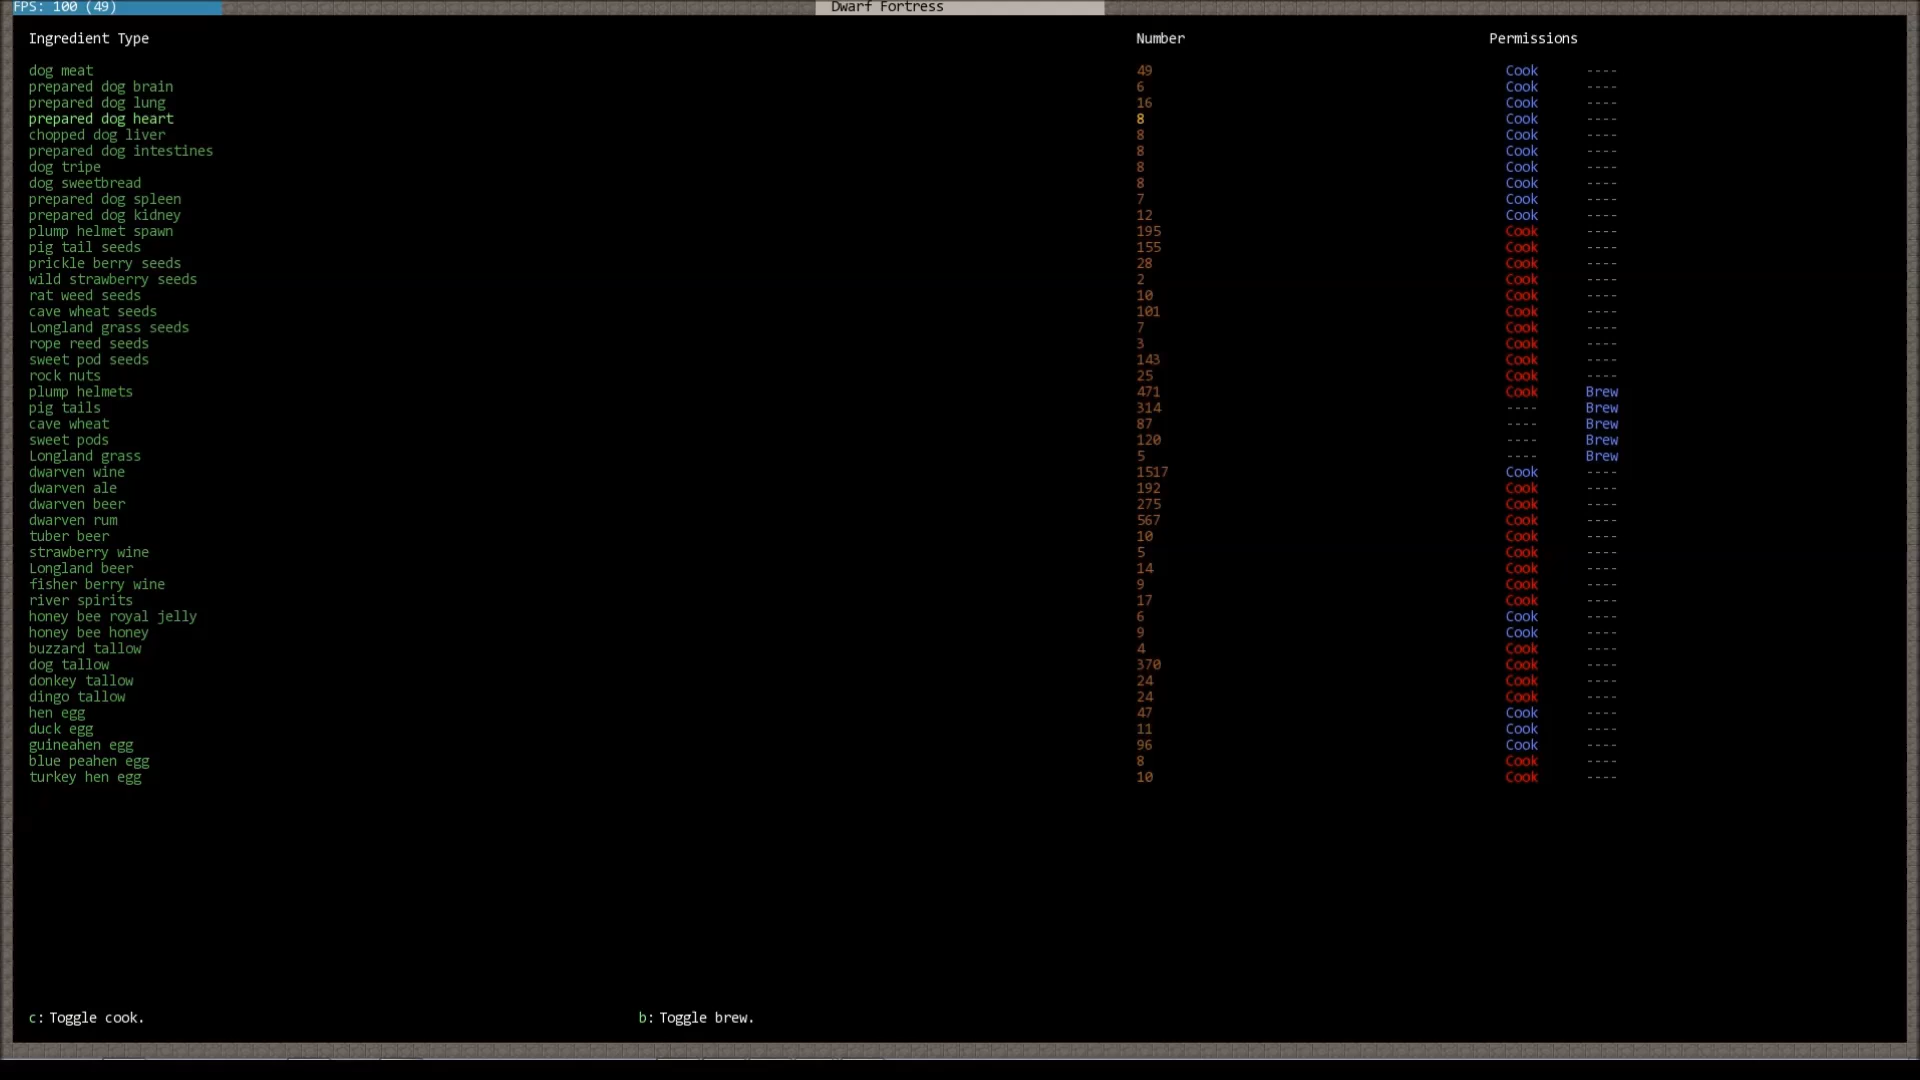 FPS: 100 (49) Dwarf Fortress
Ingredient Type Number Permissions
dog meat 49 Cook ----
prepared dog brain 6 Cook ----
prepared dog lung 16 Cook ----
prepared dog heart 8 Cook ----
chopped dog liver 8 Cook ----
prepared dog intestines 8 Cook ----
dog tripe 8 Cook ----
dog sweetbread 8 Cook ----
prepared dog spleen 7 Cook ----
prepared dog kidney 12 Cook ----
plump helmet spawn 195 Cook ----
pig tail seeds 155 Cook ----
prickle berry seeds 28 Cook ----
wild strawberry seeds 2 Cook ----
rat weed seeds 10 Cook ----
cave wheat seeds 101 Cook ----
Longland grass seeds 7 Cook ----
rope reed seeds 3 Cook ----
sweet pod seeds 143 Cook ----
rock nuts 25 Cook ----
plump helmets 471 Cook Brew
pig tails 314 ---- Brew
cave wheat 87 ---- Brew
sweet pods 120 ---- Brew
Longland grass 5 ---- Brew
dwarven wine 1517 Cook ----
dwarven ale 192 Cook ----
dwarven beer 275 Cook ----
dwarven rum 567 Cook ----
tuber beer 10 Cook ----
strawberry wine 5 Cook ----
Longland beer 14 Cook ----
fisher berry wine 9 Cook ----
river spirits 17 Cook ----
honey bee royal jelly 6 Cook ----
honey bee honey 9 Cook ----
buzzard tallow 4 Cook ----
dog tallow 370 Cook ----
donkey tallow 24 Cook ----
dingo tallow 24 Cook ----
hen egg 47 Cook ----
duck egg 11 Cook ----
guineahen egg 96 Cook ----
blue peahen egg 8 Cook ----
turkey hen egg 10 Cook ----
c: Toggle cook. b: Toggle brew.